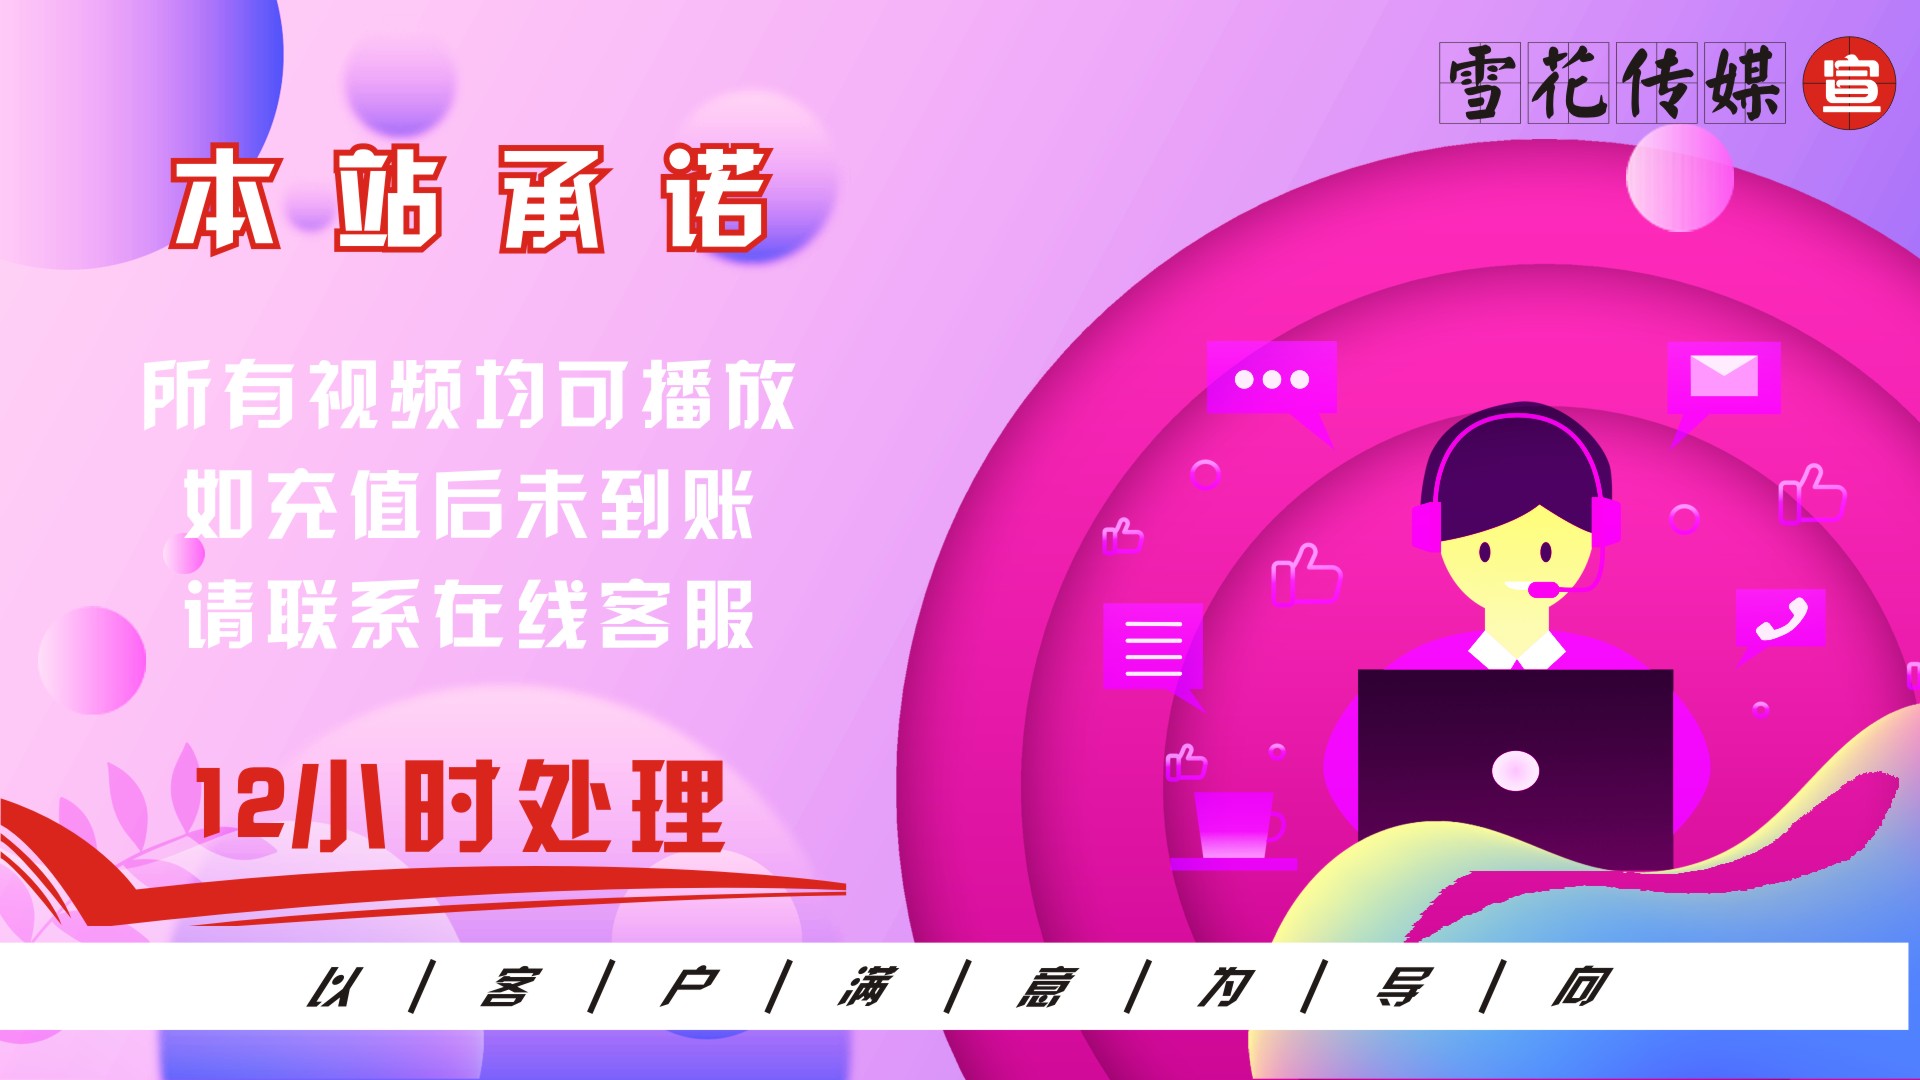 雪花传媒 宣
本站承诺
所有视频均可播放
如充值后未到账
请联系在线客服
12小时处理
以/客/户/满/意/为/导/向